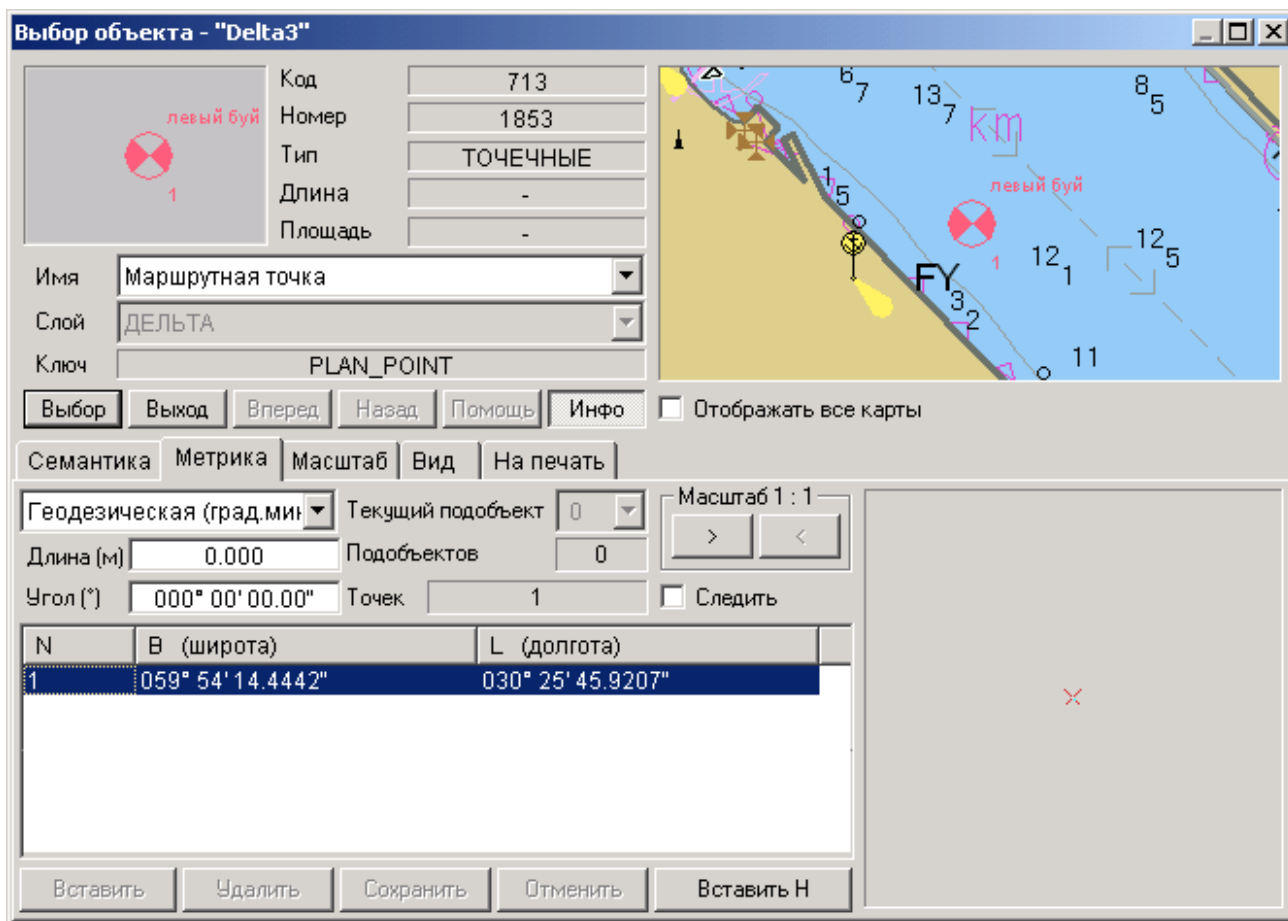 Выбор объекта - "Delta3"
левый буй
1
Код 713
Номер 1853
Тип ТОЧЕЧНЫЕ
Длина -
Площадь -
Имя Маршрутная точка
Слой ДЕЛЬТА
Ключ PLAN_POINT
6 7
13 7
km
8 5
левый буй
1
1 5
12 1
12 5
FY
3 2
11
Выбор Выход Вперед Назад Помощь Инфо Отображать все карты
Семантика Метрика Масштаб Вид На печать
Геодезическая (град.мин Текущий подобъект 0 Масштаб 1 : 1
> <
Длина (м) 0.000 Подобъектов 0
Угол (°) 000° 00' 00.00" Точек 1 Следить
N B (широта) L (долгота)
1 059° 54' 14.4442" 030° 25' 45.9207"
Вставить Удалить Сохранить Отменить Вставить H